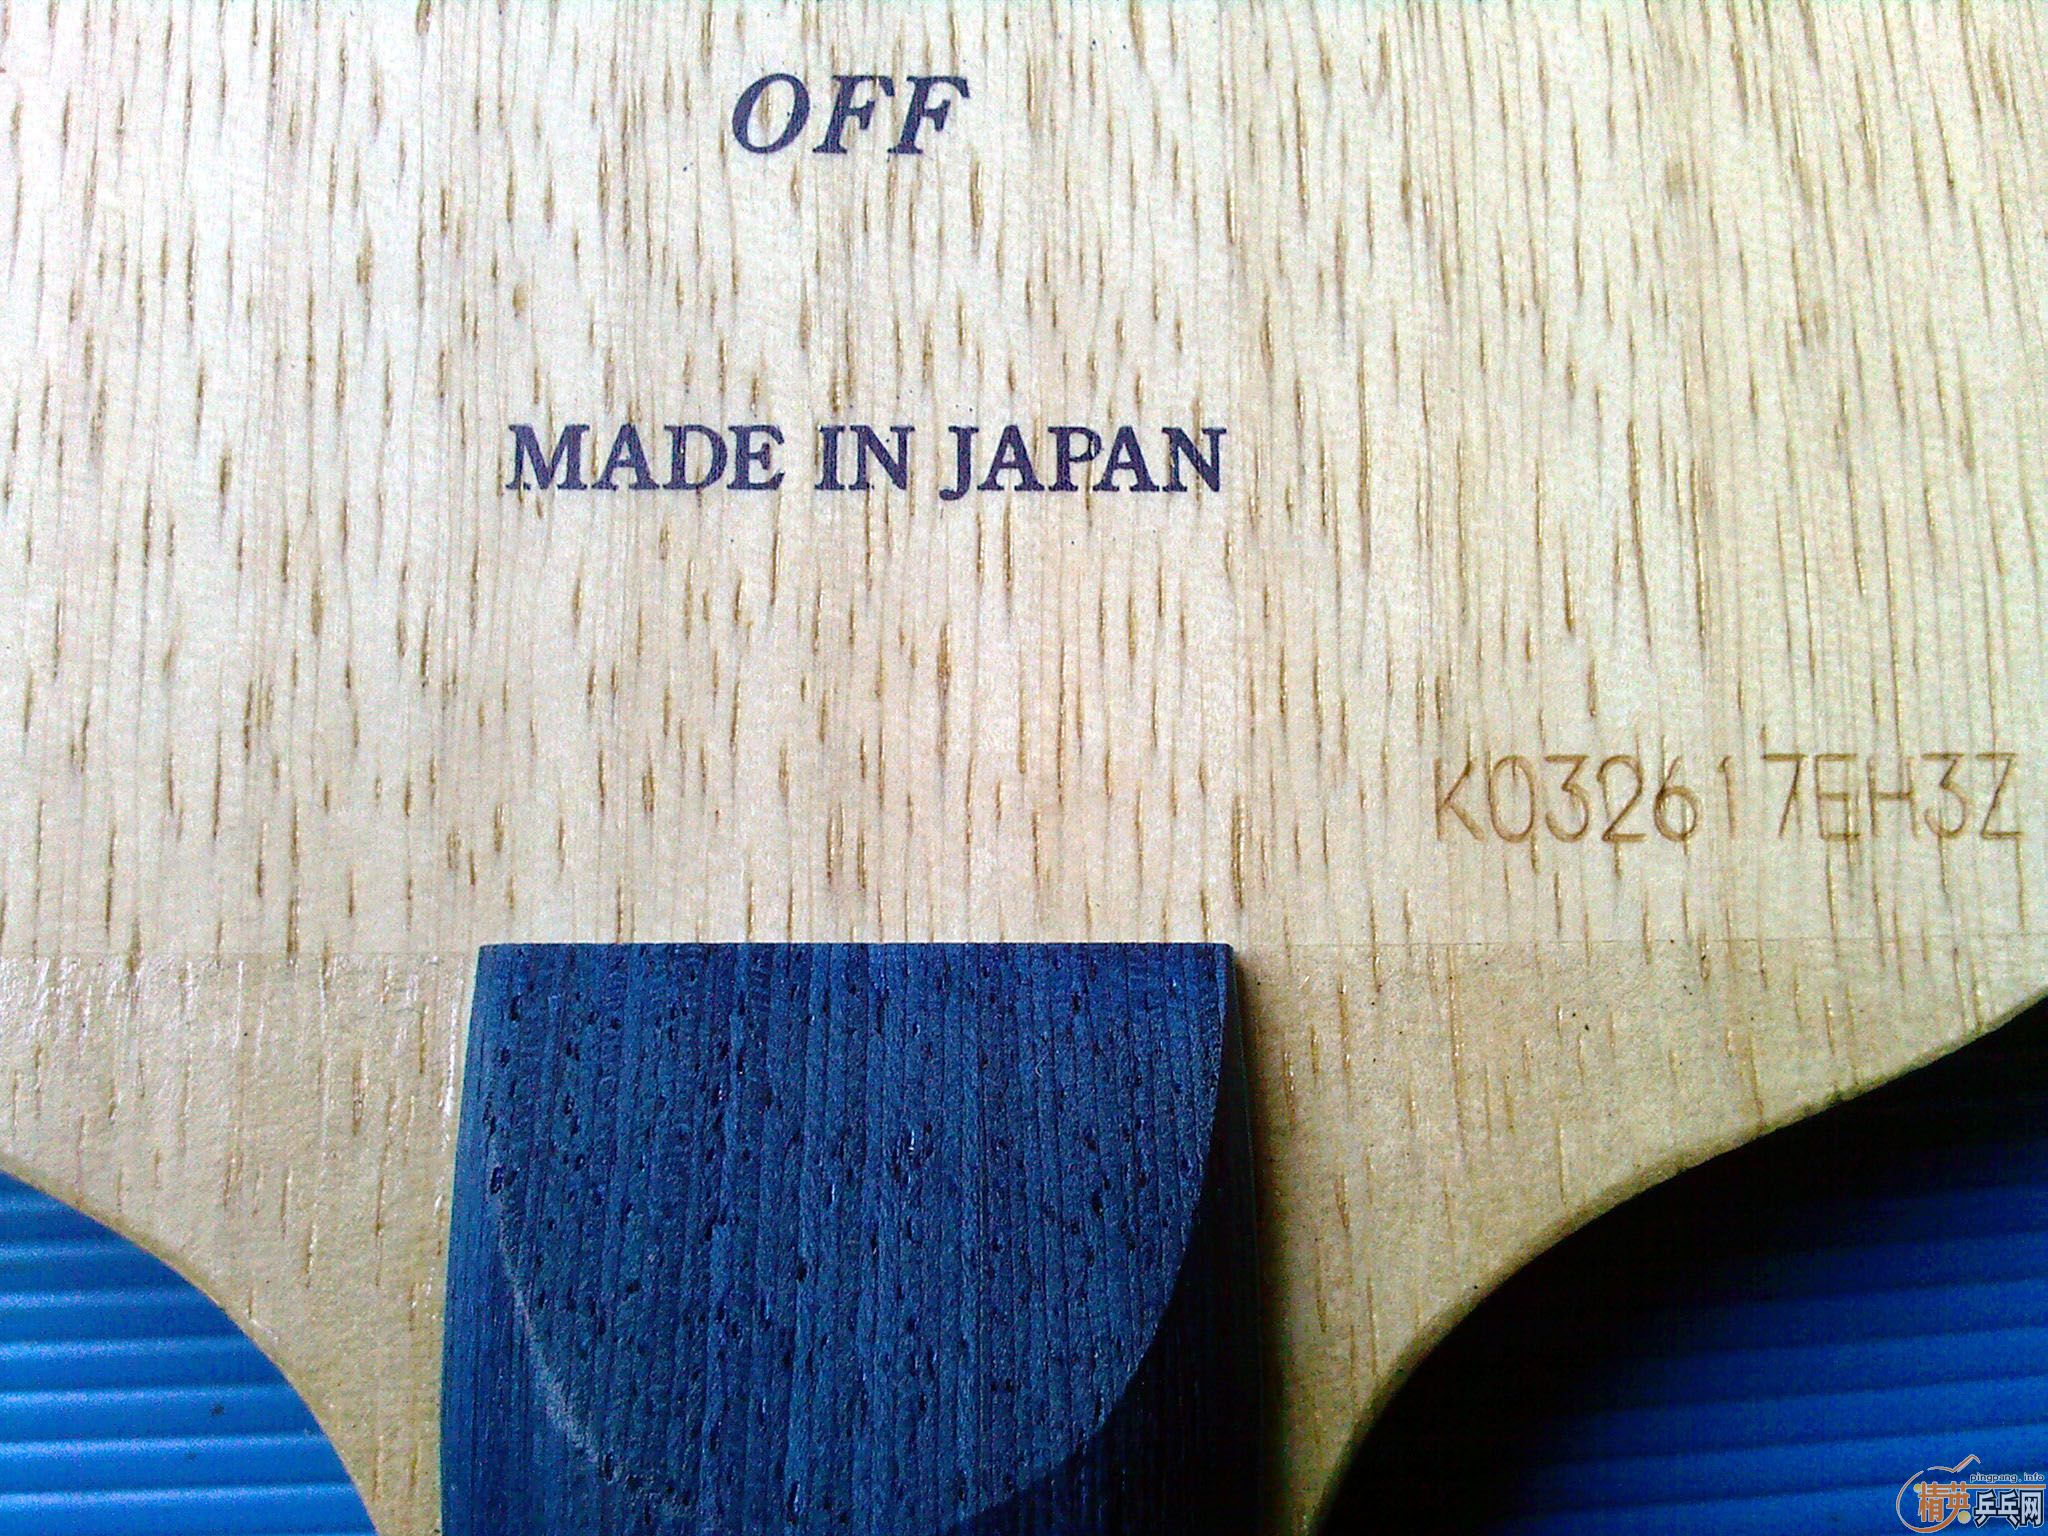 OFF
MADE IN JAPAN
K032617EH3Z
pingpang.info
精英乒乓网